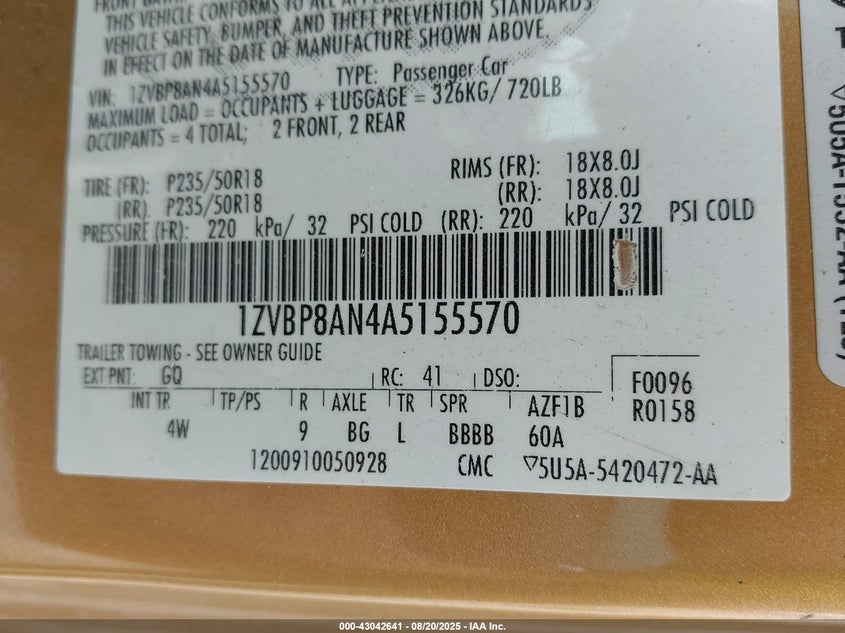 THIS VEHICLE CONFORMS TO ALL
VEHICLE SAFETY, BUMPER, AND THEFT PREVENTION STANDARDS
IN EFFECT ON THE DATE OF MANUFACTURE SHOWN ABOVE.
VIN: 1ZVBP8AN4A5155570 TYPE: Passenger Car
MAXIMUM LOAD = OCCUPANTS + LUGGAGE = 326KG/ 720LB
OCCUPANTS = 4 TOTAL; 2 FRONT, 2 REAR
TIRE (FR): P235/50R18 RIMS (FR): 18X8.0J
(RR): P235/50R18 (RR): 18X8.0J
PRESSURE (FR): 220 kPa/ 32 PSI COLD (RR): 220 kPa/ 32 PSI COLD
1ZVBP8AN4A5155570
TRAILER TOWING - SEE OWNER GUIDE
EXT PNT: GQ RC: 41 DSO: F0096
INT TR TP/PS R AXLE TR SPR AZF1B R0158
4W 9 BG L BBBB 60A
1200910050928 CMC ▽5U5A-5420472-AA
000-43042641 - 08/20/2025 - IAA Inc.